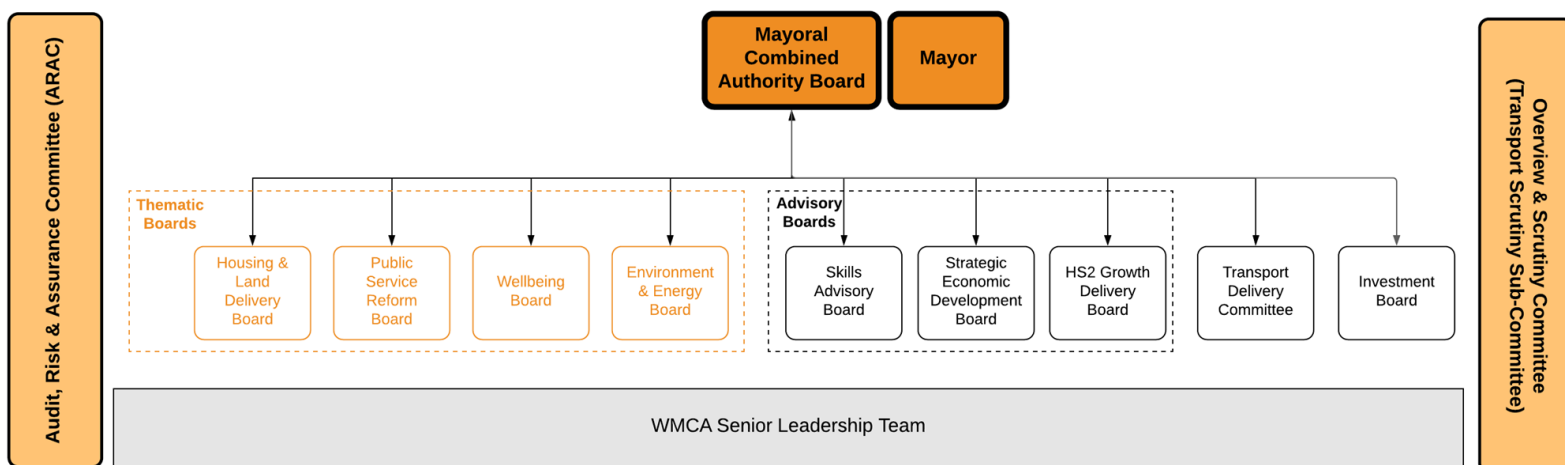 Audit, Risk & Assurance Committee (ARAC)
Mayoral
Combined
Authority Board
Mayor
Thematic
Boards
Housing &
Land
Delivery
Board
Public
Service
Reform
Board
Wellbeing
Board
Environment
& Energy
Board
Advisory
Boards
Skills
Advisory
Board
Strategic
Economic
Development
Board
HS2 Growth
Delivery
Board
Transport
Delivery
Committee
Investment
Board
WMCA Senior Leadership Team
Overview & Scrutiny Committee
(Transport Scrutiny Sub-Committee)